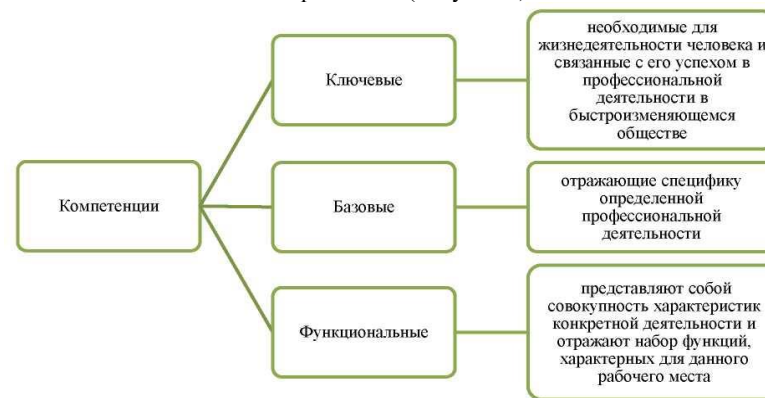 Компетенции
Ключевые
необходимые для
жизнедеятельности человека и
связанные с его успехом в
профессиональной
деятельности в
быстроизменяющемся
обществе
Базовые
отражающие специфику
определенной
профессиональной
деятельности
Функциональные
представляют собой
совокупность характеристик
конкретной деятельности и
отражают набор функций,
характерных для данного
рабочего места